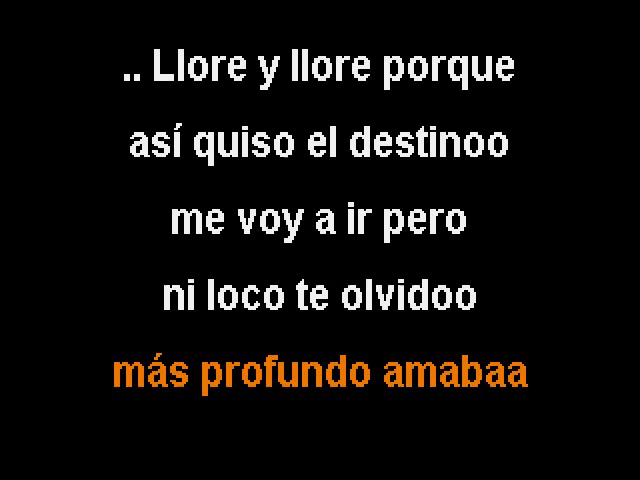 .. Llore y llore porque
así quiso el destinoo
me voy a ir pero
ni loco te olvidoo
más profundo amabaa